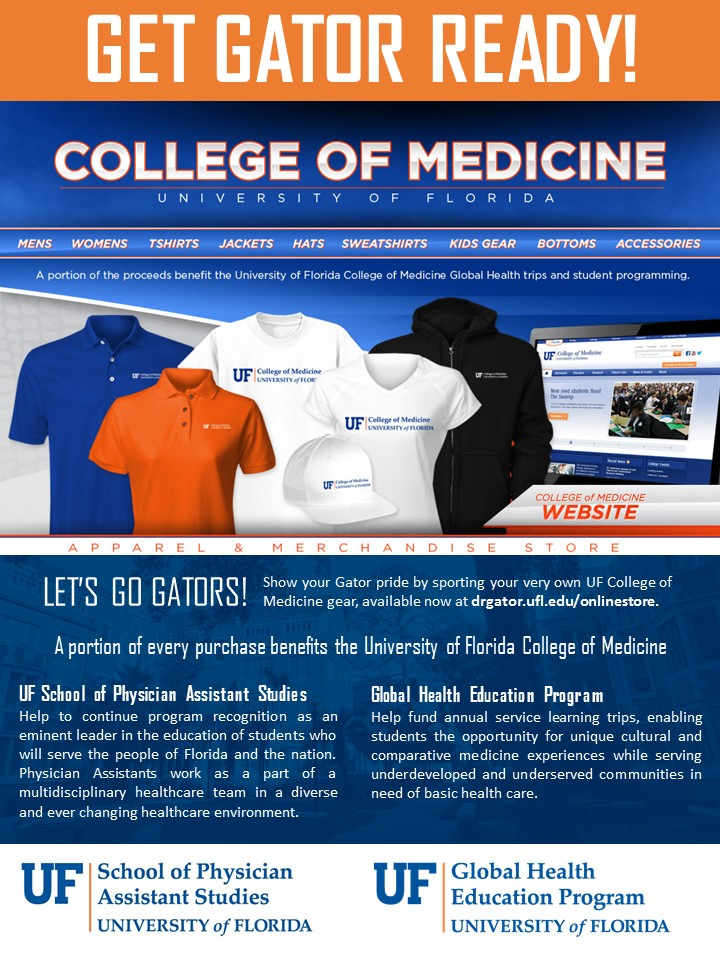 GET GATOR READY!
COLLEGE OF MEDICINE
UNIVERSITY OF FLORIDA
MENS WOMENS TSHIRTS JACKETS HATS SWEATSHIRTS KIDS GEAR BOTTOMS ACCESSORIES
A portion of the proceeds benefit the University of Florida College of Medicine Global Health trips and student programming.
UF College of Medicine
UNIVERSITY of FLOR
UF College of Medicine
UNIVERSITY of FLORIDA
UF College of Medicine
UNIVERSITY of FLORIDA
UF College of Medicine
New med students flood
The Swamp
COLLEGE of MEDICINE
WEBSITE
APPAREL & MERCHANDISE STORE
LET'S GO GATORS!
Show your Gator pride by sporting your very own UF College of
Medicine gear, available now at drgator.ufl.edu/onlinestore.
A portion of every purchase benefits the University of Florida College of Medicine
UF School of Physician Assistant Studies
Help to continue program recognition as an
eminent leader in the education of students who
will serve the people of Florida and the nation.
Physician Assistants work as a part of a
multidisciplinary healthcare team in a diverse
and ever changing healthcare environment.
Global Health Education Program
Help fund annual service learning trips, enabling
students the opportunity for unique cultural and
comparative medicine experiences while serving
underdeveloped and underserved communities in
need of basic health care.
UF School of Physician
Assistant Studies
UNIVERSITY of FLORIDA
UF Global Health
Education Program
UNIVERSITY of FLORIDA